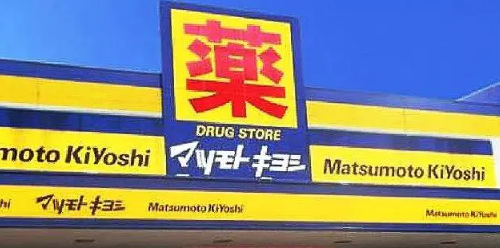 薬
DRUG STORE
moto KiYoshi
マツモトキヨシ
Matsumoto KiYoshi
hi
マツモトキヨシ
Matsumoto KiYoshi
Matsumoto KiYoshi